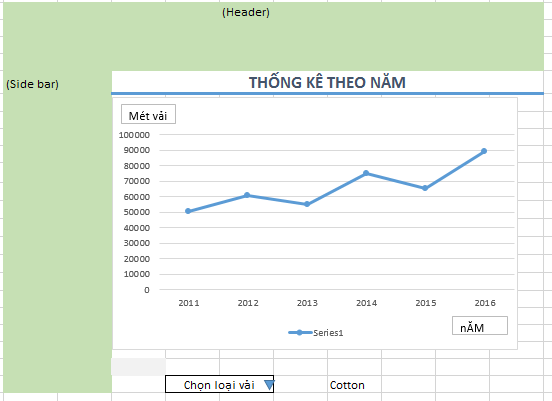 (Header)
(Side bar)
THỐNG KÊ THEO NĂM
Mét vải
100000
90000
80000
70000
60000
50000
40000
30000
20000
10000
0
2011 2012 2013 2014 2015 2016
nĂM
Series1
Chọn loại vải Cotton